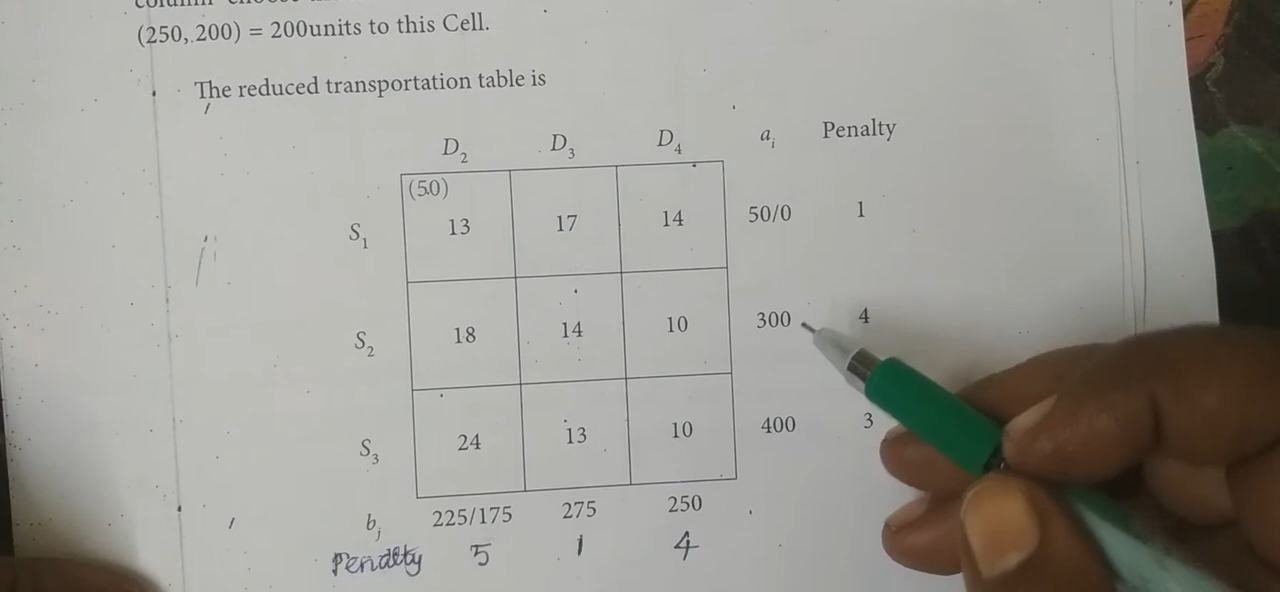 (250, 200) = 200units to this Cell.
The reduced transportation table is
D2 D3 D4 ai Penalty
(50)
S1 13 17 14 50/0 1
S2 18 14 10 300 4
S3 24 13 10 400 3
bj 225/175 275 250
Penalty 5 1 4